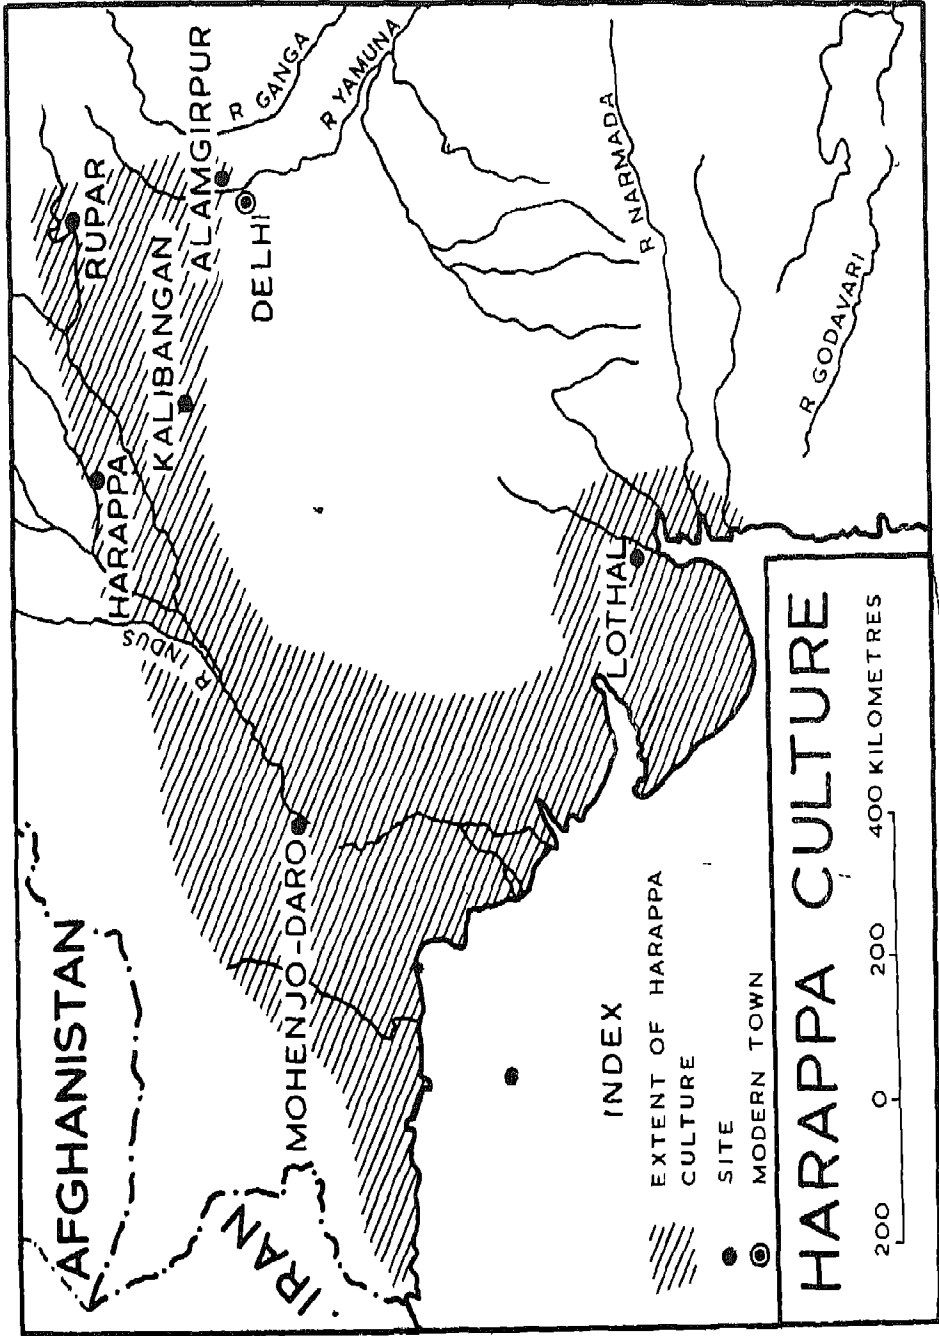 AFGHANISTAN
IRAN
RUPAR
HARAPPA
KALIBANGAN
ALAMGIRPUR
DELHI
R GANGA
R YAMUNA
R INDUS
MOHENJO-DARO
LOTHAL
R NARMADA
R GODAVARI
INDEX
EXTENT OF HARAPPA
CULTURE
SITE
MODERN TOWN
HARAPPA CULTURE
200 0 200 400 KILOMETRES